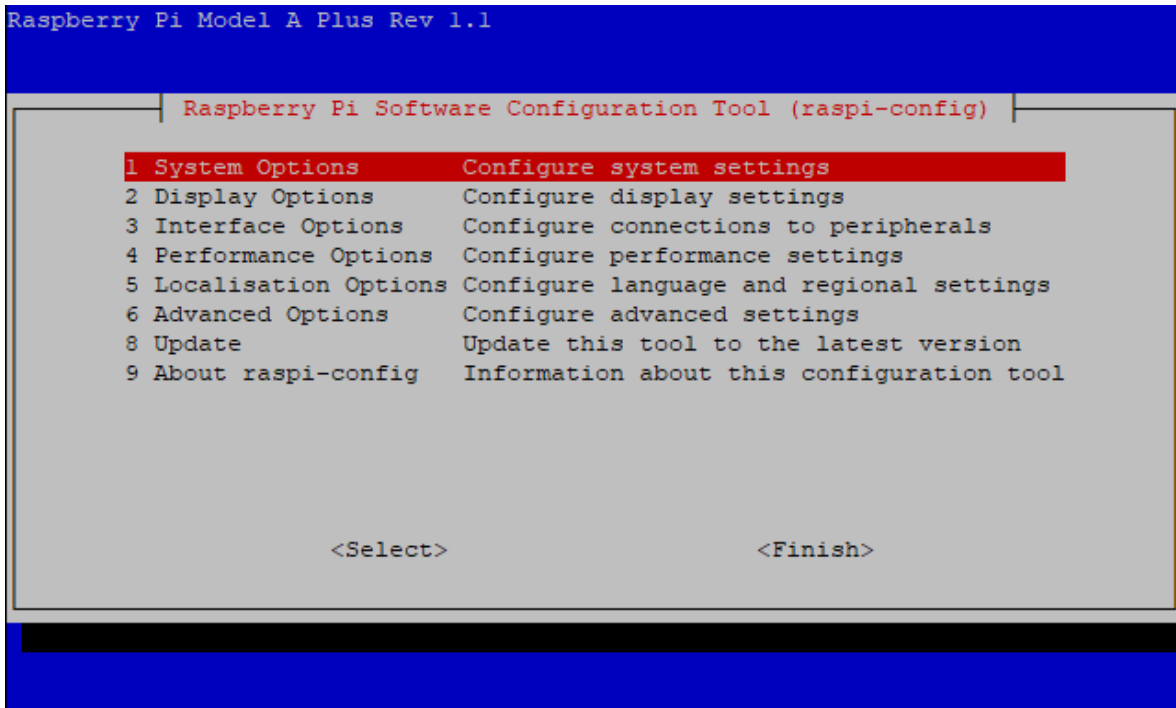 Raspberry Pi Model A Plus Rev 1.1
Raspberry Pi Software Configuration Tool (raspi-config)
1 System Options Configure system settings
2 Display Options Configure display settings
3 Interface Options Configure connections to peripherals
4 Performance Options Configure performance settings
5 Localisation Options Configure language and regional settings
6 Advanced Options Configure advanced settings
8 Update Update this tool to the latest version
9 About raspi-config Information about this configuration tool
<Select> <Finish>